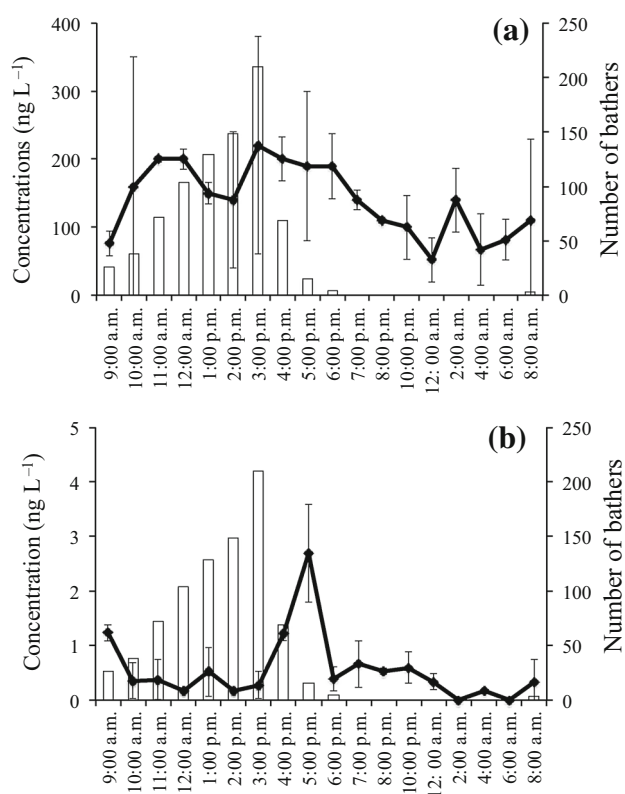 (a)
Concentrations (ng L⁻¹)
400
300
200
100
0
250
200
150
100
50
0
Number of bathers
9:00 a.m.
10:00 a.m.
11:00 a.m.
12:00 a.m.
1:00 p.m.
2:00 p.m.
3:00 p.m.
4:00 p.m.
5:00 p.m.
6:00 p.m.
7:00 p.m.
8:00 p.m.
10:00 p.m.
12: 00 a.m.
2:00 a.m.
4:00 a.m.
6:00 a.m.
8:00 a.m.
(b)
Concentration (ng L⁻¹)
5
4
3
2
1
0
250
200
150
100
50
0
Number of bathers
9:00 a.m.
10:00 a.m.
11:00 a.m.
12:00 a.m.
1:00 p.m.
2:00 p.m.
3:00 p.m.
4:00 p.m.
5:00 p.m.
6:00 p.m.
7:00 p.m.
8:00 p.m.
10:00 p.m.
12: 00 a.m.
2:00 a.m.
4:00 a.m.
6:00 a.m.
8:00 a.m.